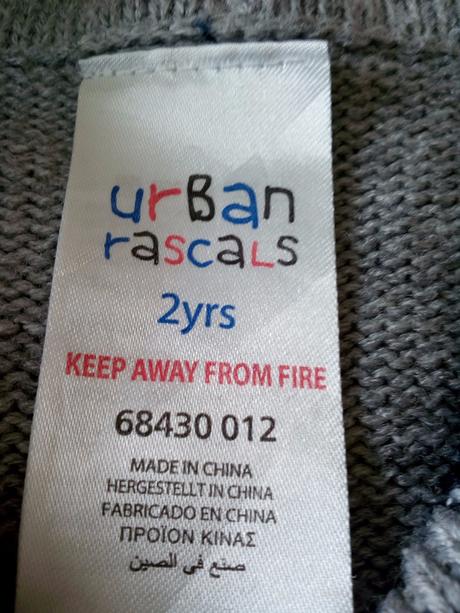 urBan
rascaLs
2yrs
KEEP AWAY FROM FIRE
68430 012
MADE IN CHINA
HERGESTELLT IN CHINA
FABRICADO EN CHINA
ΠΡΟΪΟΝ ΚΙΝΑΣ
صنع في الصين